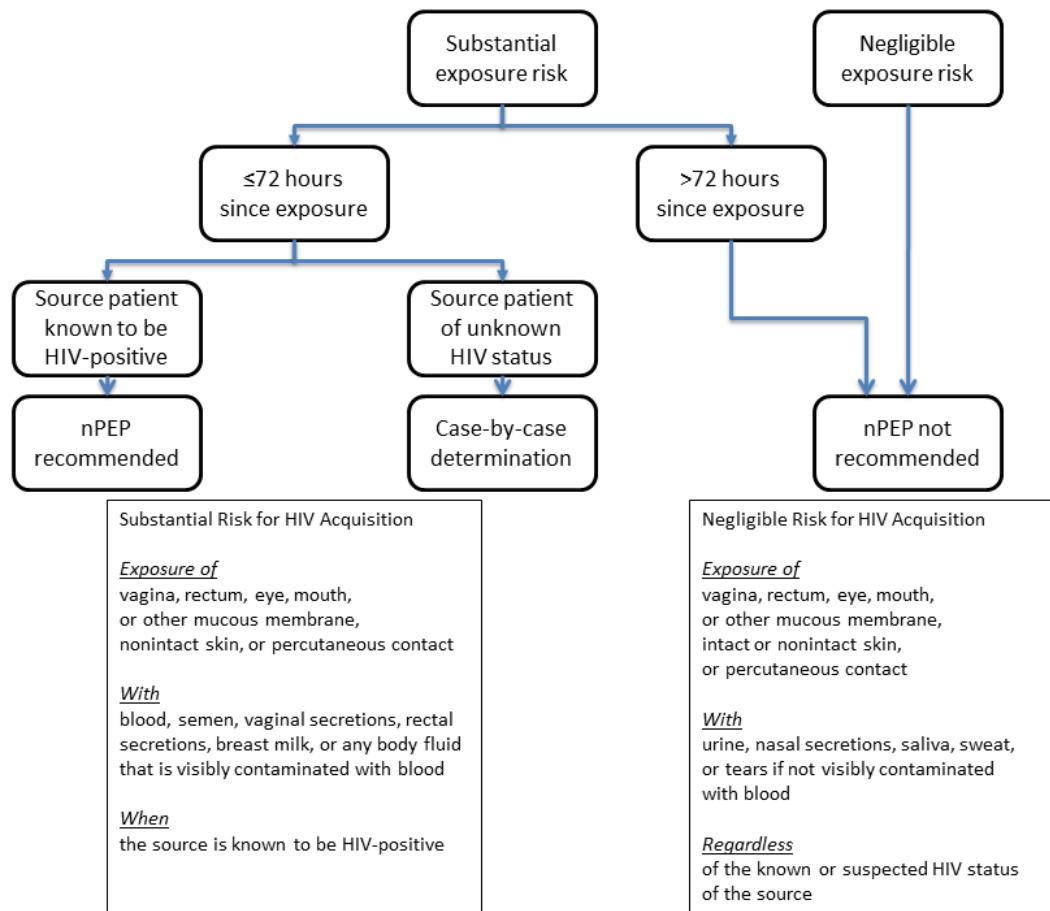 Substantial
exposure risk
Negligible
exposure risk
≤72 hours
since exposure
>72 hours
since exposure
Source patient
known to be
HIV-positive
Source patient
of unknown
HIV status
nPEP
recommended
Case-by-case
determination
nPEP not
recommended
Substantial Risk for HIV Acquisition
Exposure of
vagina, rectum, eye, mouth,
or other mucous membrane,
nonintact skin, or percutaneous contact
With
blood, semen, vaginal secretions, rectal
secretions, breast milk, or any body fluid
that is visibly contaminated with blood
When
the source is known to be HIV-positive
Negligible Risk for HIV Acquisition
Exposure of
vagina, rectum, eye, mouth,
or other mucous membrane,
intact or nonintact skin,
or percutaneous contact
With
urine, nasal secretions, saliva, sweat,
or tears if not visibly contaminated
with blood
Regardless
of the known or suspected HIV status
of the source